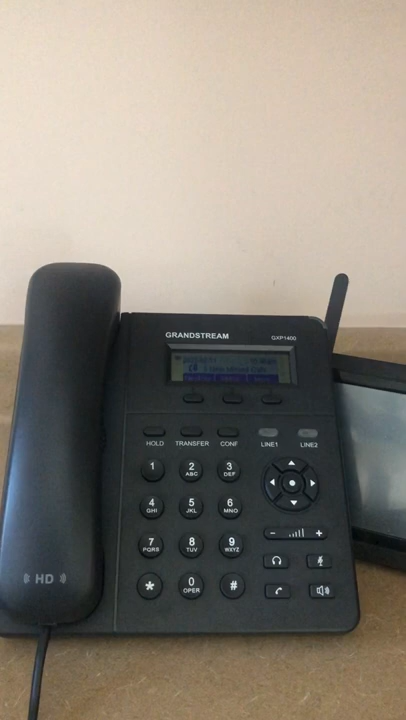 GRANDSTREAM
GXP1400
HOLD TRANSFER CONF LINE1 LINE2
1 2 3
ABC DEF
4 5 6
GHI JKL MNO
- +
7 8 9
PQRS TUV WXYZ
* 0 #
OPER
HD